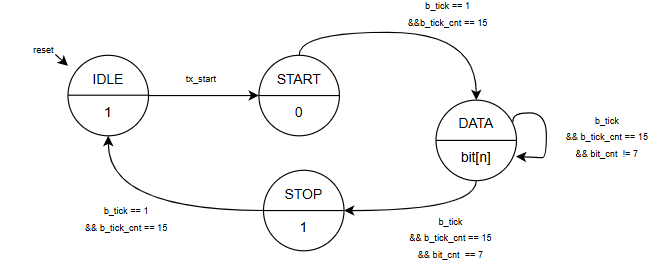 b_tick == 1
&&b_tick_cnt == 15
reset
IDLE
1
tx_start
START
0
DATA
bit[n]
b_tick
&& b_tick_cnt == 15
&& bit_cnt != 7
STOP
1
b_tick == 1
&& b_tick_cnt == 15
b_tick
&& b_tick_cnt == 15
&& bit_cnt == 7